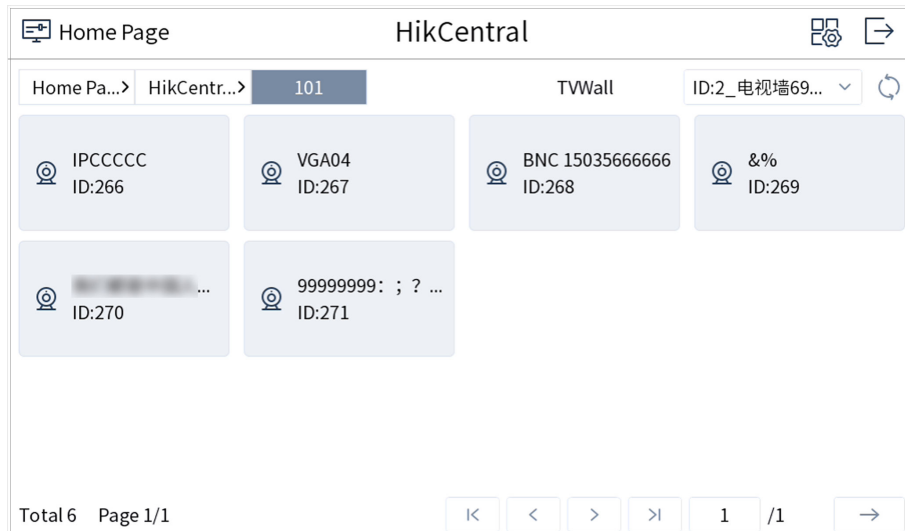 Home Page
HikCentral
Home Pa...> HikCentr...> 101
TVWall
ID:2_电视墙69...
IPCCCCC
ID:266
VGA04
ID:267
BNC 15035666666
ID:268
&%
ID:269
...
ID:270
99999999：；？...
ID:271
Total 6 Page 1/1
1 /1